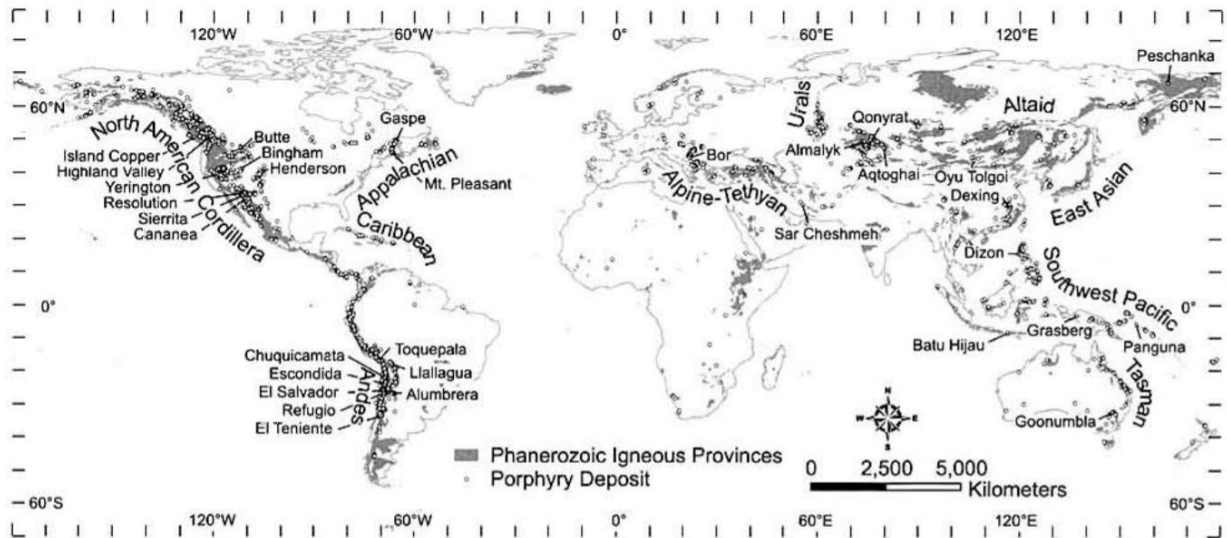 120°W
60°W
0°
60°E
120°E
Peschanka
60°N
60°N
North American Cordillera
Island Copper
Highland Valley
Yerington
Resolution
Sierrita
Cananea
Butte
Bingham
Henderson
Gaspe
Mt. Pleasant
Appalachian
Caribbean
Urals
Altaid
Qonyrat
Almalyk
Aqtoghai
Oyu Tolgoi
Dexing
East Asian
Bor
Alpine-Tethyan
Sar Cheshmeh
Dizon
Southwest Pacific
0°
0°
Grasberg
Batu Hijau
Panguna
Tasman
Goonumbla
Chuquicamata
Escondida
El Salvador
Refugio
El Teniente
Andes
Toquepala
Llallagua
Alumbrera
N
W
E
S
Phanerozoic Igneous Provinces
Porphyry Deposit
0
2,500
5,000
Kilometers
60°S
60°S
120°W
60°W
0°
60°E
120°E